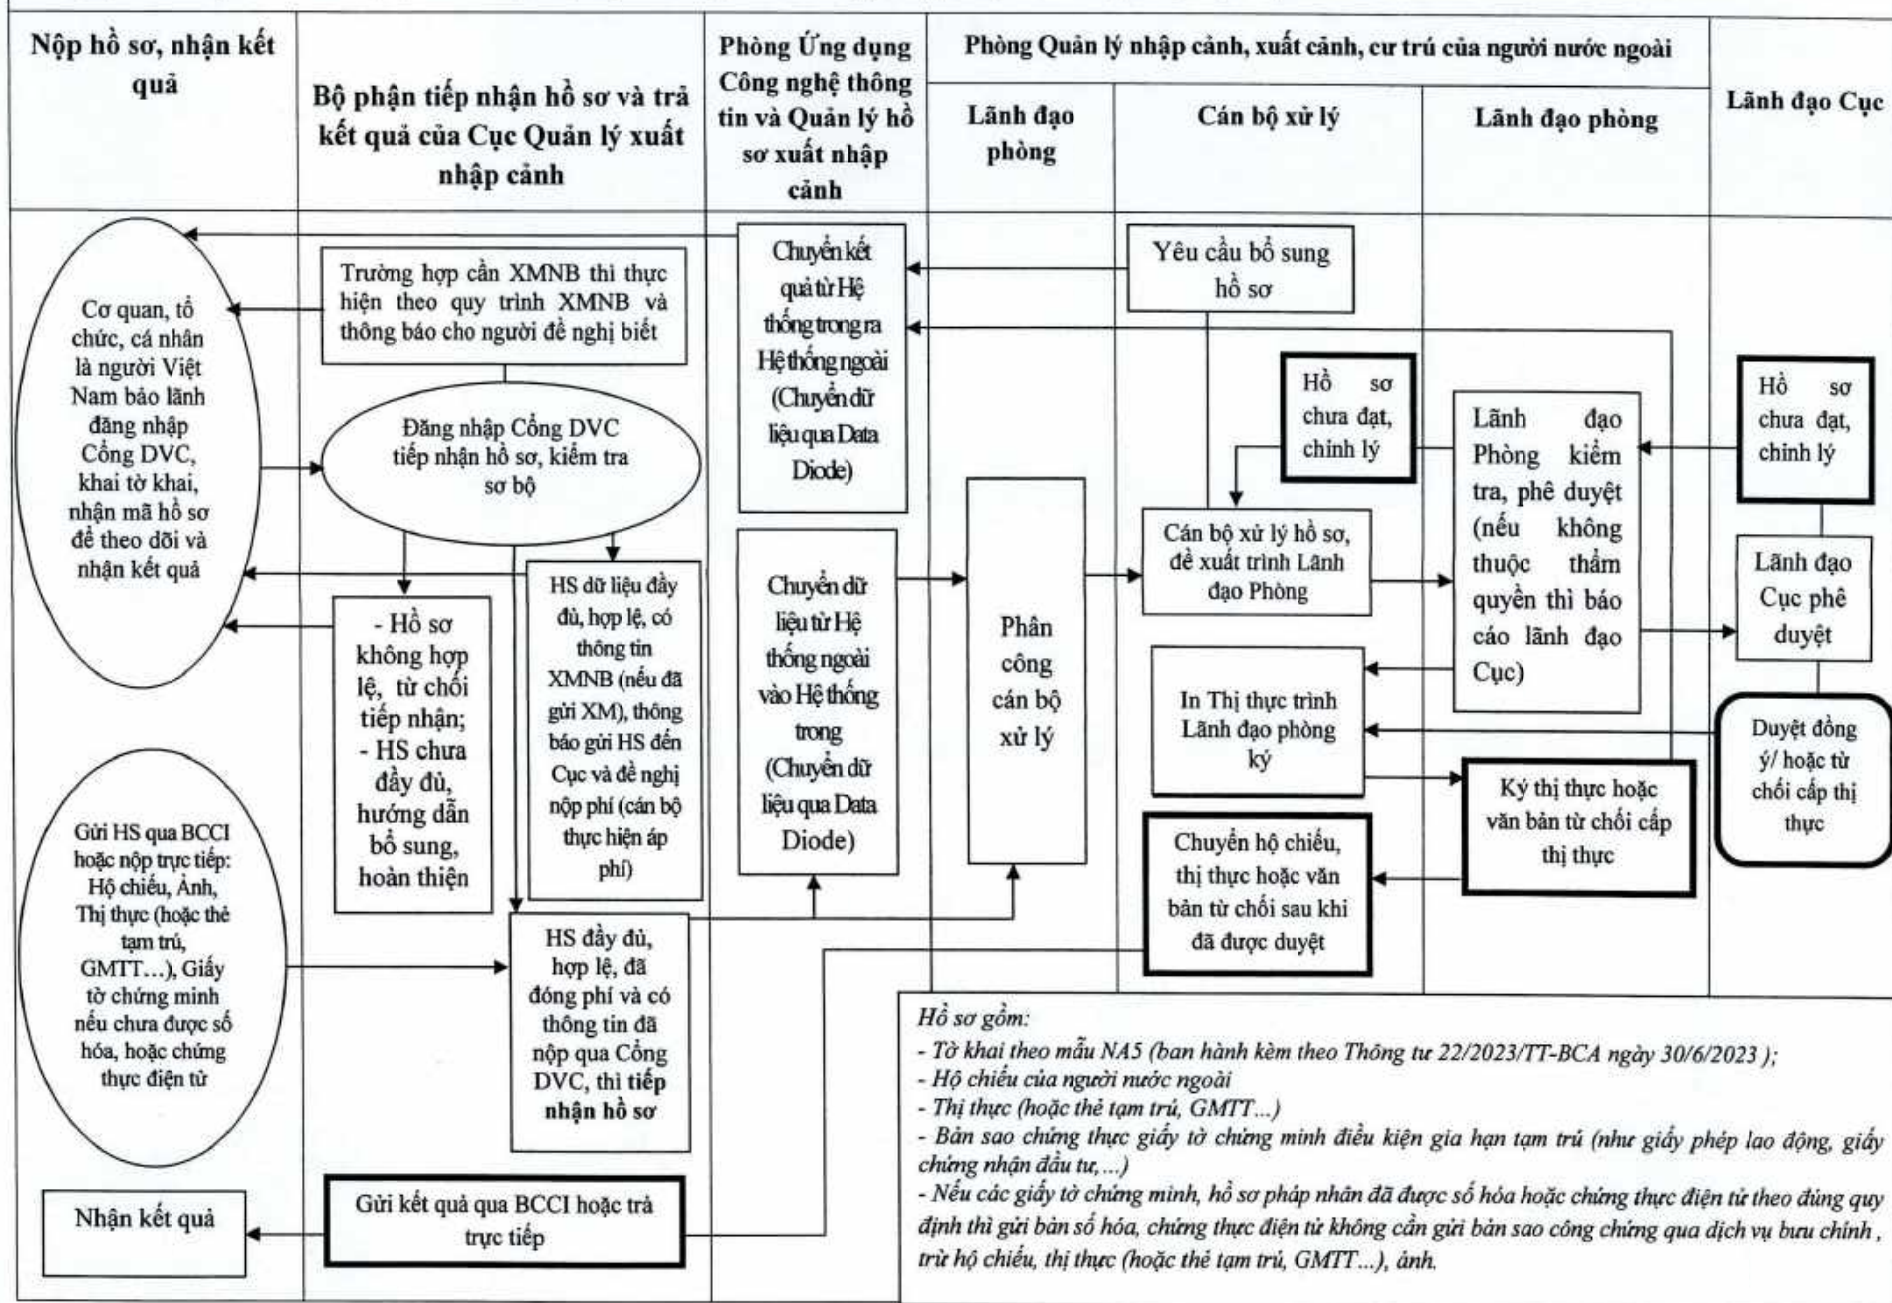 Nộp hồ sơ, nhận kết
quả
Bộ phận tiếp nhận hồ sơ và trả
kết quả của Cục Quản lý xuất
nhập cảnh
Phòng Ứng dụng
Công nghệ thông
tin và Quản lý hồ
sơ xuất nhập
cảnh
Phòng Quản lý nhập cảnh, xuất cảnh, cư trú của người nước ngoài
Lãnh đạo
phòng
Cán bộ xử lý
Lãnh đạo phòng
Lãnh đạo Cục
Cơ quan, tổ
chức, cá nhân
là người Việt
Nam bảo lãnh
đăng nhập
Cổng DVC,
khai tờ khai,
nhận mã hồ sơ
để theo dõi và
nhận kết quả
Trường hợp cần XMNB thì thực
hiện theo quy trình XMNB và
thông báo cho người đề nghị biết
Đăng nhập Cổng DVC
tiếp nhận hồ sơ, kiểm tra
sơ bộ
- Hồ sơ
không hợp
lệ, từ chối
tiếp nhận;
- HS chưa
đầy đủ,
hướng dẫn
bổ sung,
hoàn thiện
HS dữ liệu đầy
đủ, hợp lệ, có
thông tin
XMNB (nếu đã
gửi XM), thông
báo gửi HS đến
Cục và đề nghị
nộp phí (cán bộ
thực hiện áp
phí)
Chuyển kết
quả từ Hệ
thống trong ra
Hệ thống ngoài
(Chuyển dữ
liệu qua Data
Diode)
Chuyển dữ
liệu từ Hệ
thống ngoài
vào Hệ thống
trong
(Chuyển dữ
liệu qua Data
Diode)
Phân
công
cán bộ
xử lý
Yêu cầu bổ sung
hồ sơ
Hồ sơ
chưa đạt,
chỉnh lý
Cán bộ xử lý hồ sơ,
đề xuất trình Lãnh
đạo Phòng
In Thị thực trình
Lãnh đạo phòng
ký
Chuyển hộ chiếu,
thị thực hoặc văn
bản từ chối sau khi
đã được duyệt
Lãnh đạo
Phòng kiểm
tra, phê duyệt
(nếu không
thuộc thẩm
quyền thì báo
cáo lãnh đạo
Cục)
Ký thị thực hoặc
văn bản từ chối cấp
thị thực
Hồ sơ
chưa đạt,
chỉnh lý
Lãnh đạo
Cục phê
duyệt
Duyệt đồng
ý/ hoặc từ
chối cấp thị
thực
Gửi HS qua BCCI
hoặc nộp trực tiếp:
Hộ chiếu, Ảnh,
Thị thực (hoặc thẻ
tạm trú,
GMTT...), Giấy
tờ chứng minh
nếu chưa được số
hóa, hoặc chứng
thực điện tử
HS đầy đủ,
hợp lệ, đã
đóng phí và có
thông tin đã
nộp qua Cổng
DVC, thì tiếp
nhận hồ sơ
Nhận kết quả
Gửi kết quả qua BCCI hoặc trả
trực tiếp
Hồ sơ gồm:
- Tờ khai theo mẫu NA5 (ban hành kèm theo Thông tư 22/2023/TT-BCA ngày 30/6/2023 );
- Hộ chiếu của người nước ngoài
- Thị thực (hoặc thẻ tạm trú, GMTT...)
- Bản sao chứng thực giấy tờ chứng minh điều kiện gia hạn tạm trú (như giấy phép lao động, giấy
chứng nhận đầu tư,...)
- Nếu các giấy tờ chứng minh, hồ sơ pháp nhân đã được số hóa hoặc chứng thực điện tử theo đúng quy
định thì gửi bản số hóa, chứng thực điện tử không cần gửi bản sao công chứng qua dịch vụ bưu chính ,
trừ hộ chiếu, thị thực (hoặc thẻ tạm trú, GMTT...), ảnh.